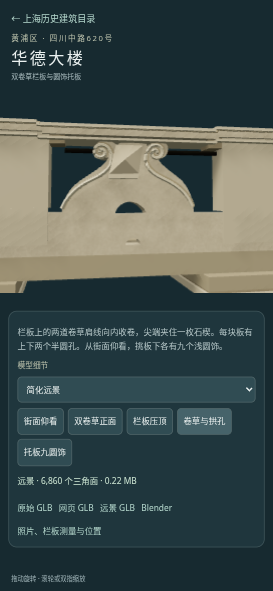 ← 上海历史建筑目录
黄浦区 · 四川中路620号
华德大楼
双卷草栏板与圆饰托板
栏板上的两道卷草肩线向内收卷，尖端夹住一枚石楔。每块板有
上下两个半圆孔。从街面仰看，挑板下各有九个浅圆饰。
模型细节
简化远景
街面仰看 双卷草正面 栏板压顶 卷草与拱孔
托板九圆饰
远景 · 6,860 个三角面 · 0.22 MB
原始 GLB 网页 GLB 远景 GLB Blender
照片、栏板测量与位置
拖动旋转 · 滚轮或双指缩放